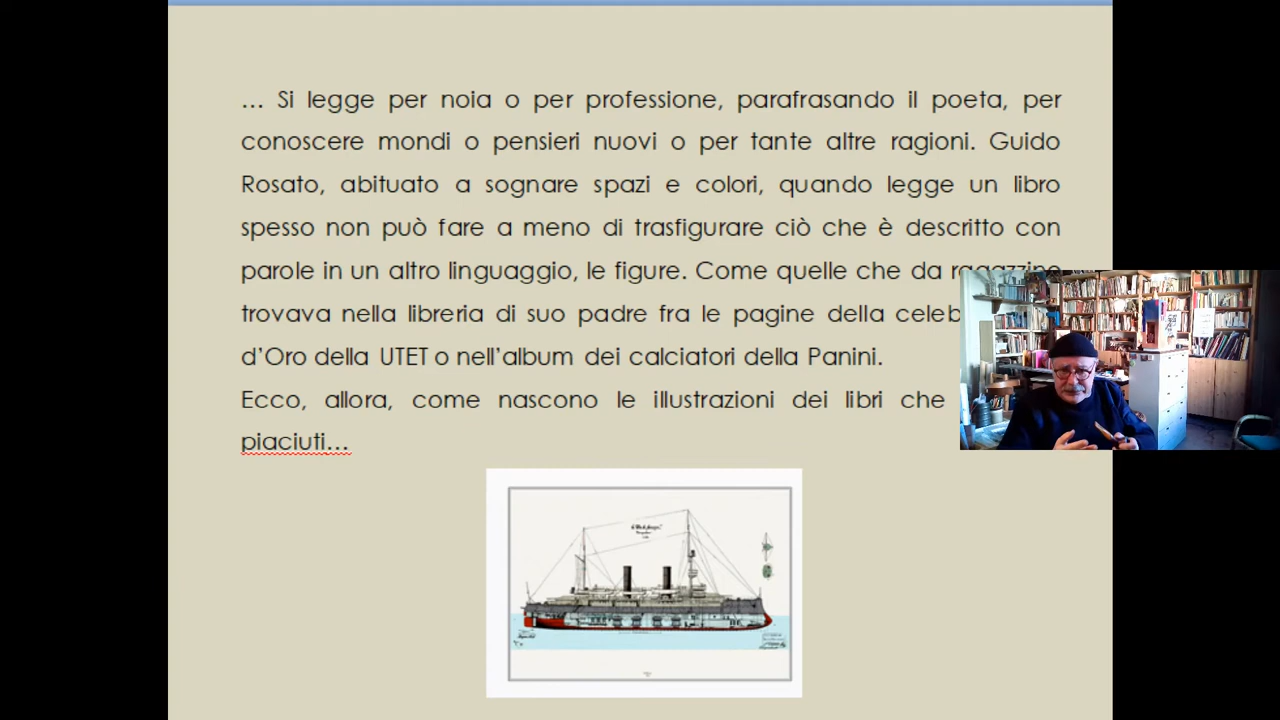 ... Si legge per noia o per professione, parafrasando il poeta, per
conoscere mondi o pensieri nuovi o per tante altre ragioni. Guido
Rosato, abituato a sognare spazi e colori, quando legge un libro
spesso non può fare a meno di trasfigurare ciò che è descritto con
parole in un altro linguaggio, le figure. Come quelle che da ragazzino
trovava nella libreria di suo padre fra le pagine della
d’Oro della UTET o nell’album dei calciatori della Panini.
Ecco, allora, come nascono le illustrazioni dei libri che
piaciuti...